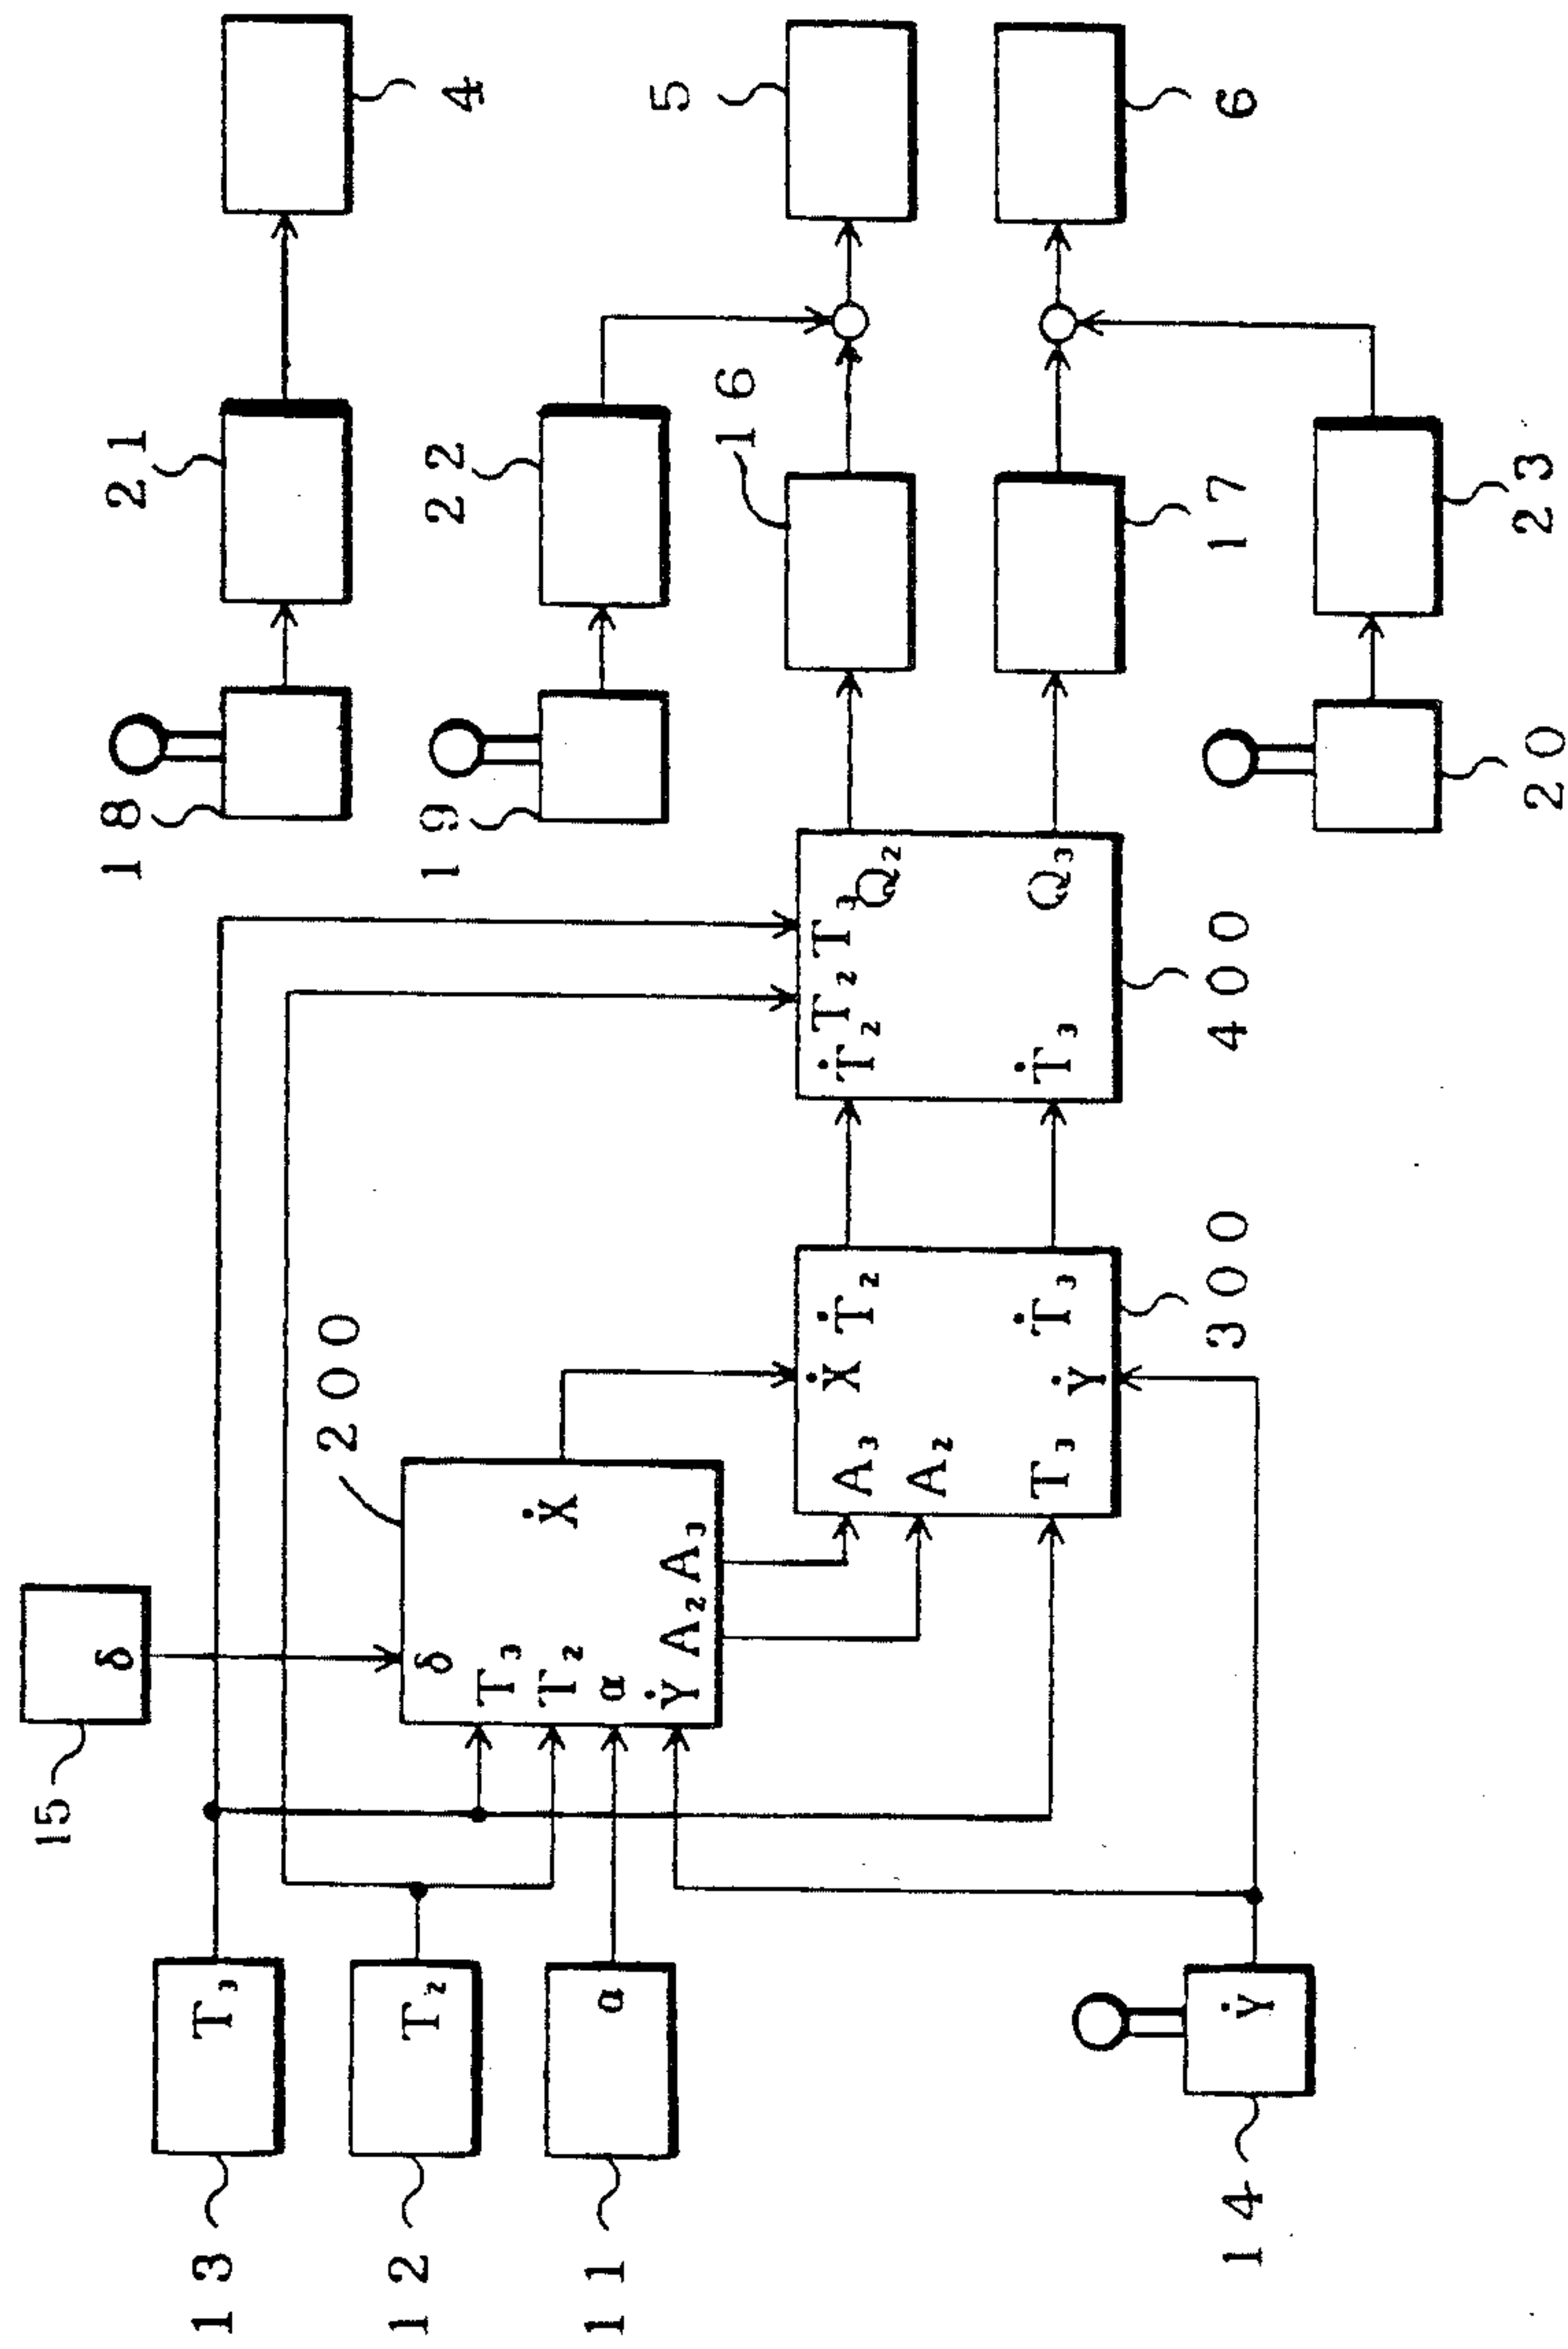 4
5
6
21
22
16
17
23
18
19
20
T₂ T₃
Q₂
Ṫ₂
Q₃
Ṫ₃
400
200
δ
Ẋ
T₃
T₂
α
Ẏ
A₂ A₃
300
Ẋ
Ṫ₂
A₃
A₂
T₃
Ẏ
Ṫ₃
15
δ
13
T₃
12
T₂
11
α
14
Ẏ